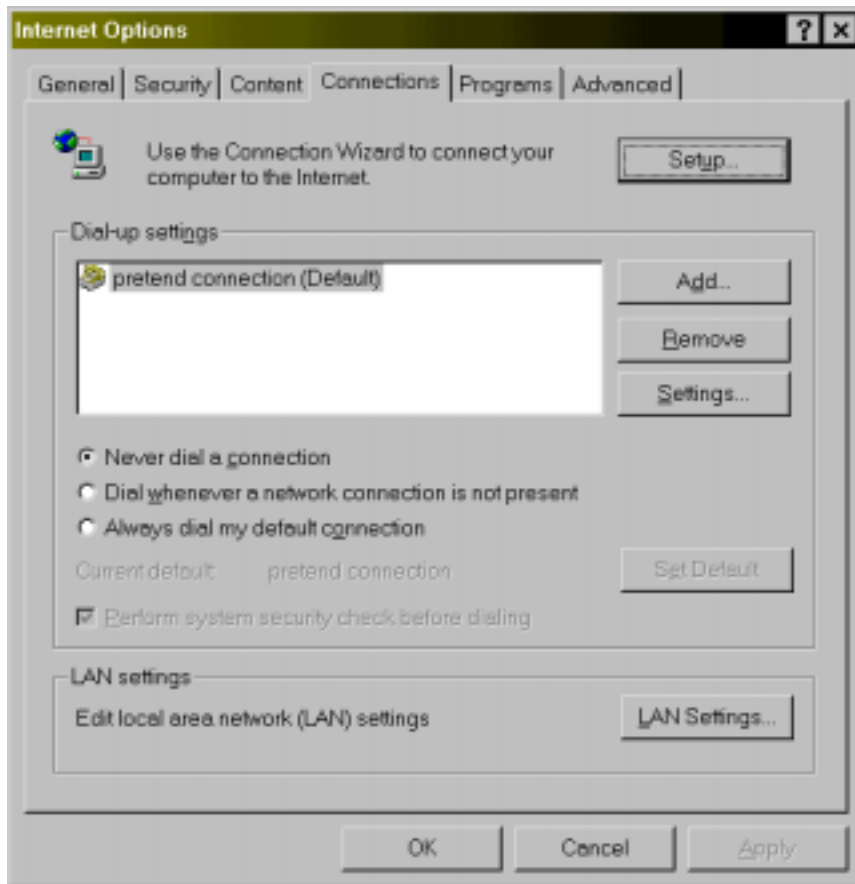 Internet Options
General Security Content Connections Programs Advanced
Use the Connection Wizard to connect your
computer to the Internet.
Setup...
Dial-up settings
pretend connection (Default)
Add...
Remove
Settings...
Never dial a connection
Dial whenever a network connection is not present
Always dial my default connection
Current default: pretend connection
Set Default
Perform system security check before dialing
LAN settings
Edit local area network (LAN) settings
LAN Settings...
OK Cancel Apply